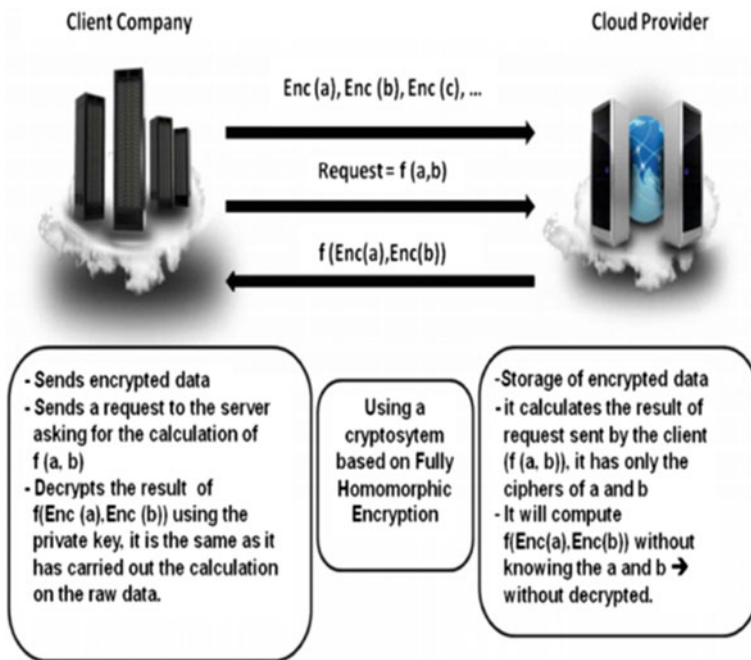 Client Company
Cloud Provider
Enc (a), Enc (b), Enc (c), ...
Request = f (a,b)
f (Enc(a),Enc(b))
- Sends encrypted data
- Sends a request to the server
asking for the calculation of
f (a, b)
- Decrypts the result of
f(Enc (a),Enc (b)) using the
private key, it is the same as it
has carried out the calculation
on the raw data.
Using a
cryptosytem
based on Fully
Homomorphic
Encryption
-Storage of encrypted data
- it calculates the result of
request sent by the client
(f (a, b)), it has only the
ciphers of a and b
- It will compute
f(Enc(a),Enc(b)) without
knowing the a and b ➔
without decrypted.